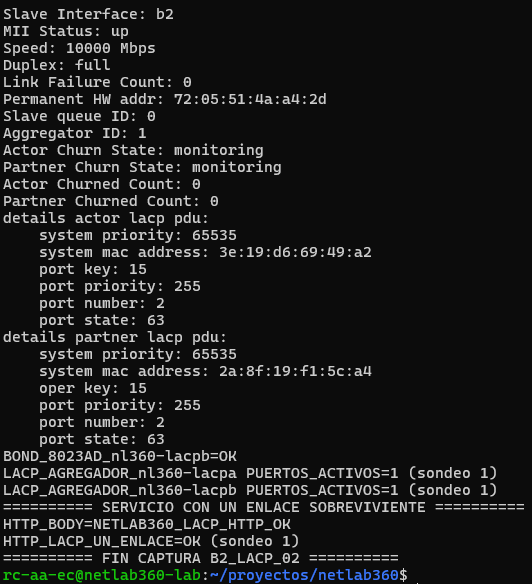 Slave Interface: b2
MII Status: up
Speed: 10000 Mbps
Duplex: full
Link Failure Count: 0
Permanent HW addr: 72:05:51:4a:a4:2d
Slave queue ID: 0
Aggregator ID: 1
Actor Churn State: monitoring
Partner Churn State: monitoring
Actor Churned Count: 0
Partner Churned Count: 0
details actor lacp pdu:
    system priority: 65535
    system mac address: 3e:19:d6:69:49:a2
    port key: 15
    port priority: 255
    port number: 2
    port state: 63
details partner lacp pdu:
    system priority: 65535
    system mac address: 2a:8f:19:f1:5c:a4
    oper key: 15
    port priority: 255
    port number: 2
    port state: 63
BOND_8023AD_nl360-lacpb=OK
LACP_AGREGADOR_nl360-lacpa PUERTOS_ACTIVOS=1 (sondeo 1)
LACP_AGREGADOR_nl360-lacpb PUERTOS_ACTIVOS=1 (sondeo 1)
========== SERVICIO CON UN ENLACE SOBREVIVIENTE ==========
HTTP_BODY=NETLAB360_LACP_HTTP_OK
HTTP_LACP_UN_ENLACE=OK (sondeo 1)
========== FIN CAPTURA B2_LACP_02 ==========
rc-aa-ec@netlab360-lab:~/proyectos/netlab360$